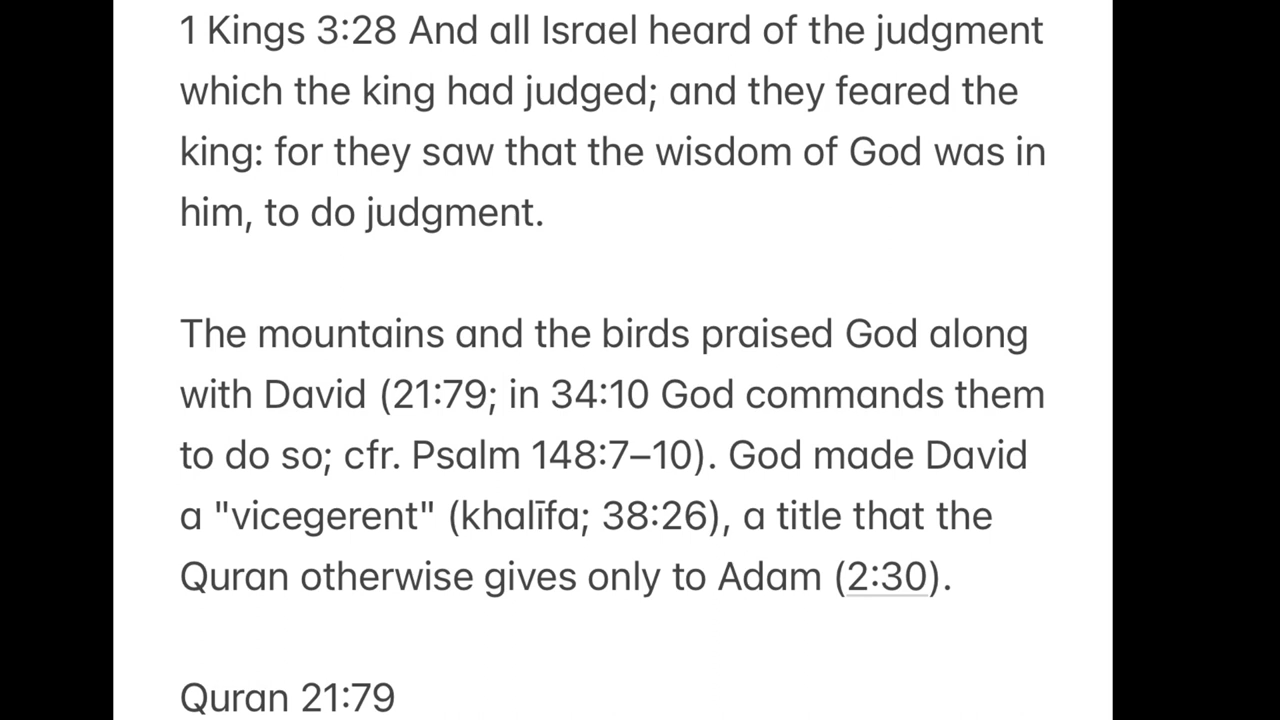 1 Kings 3:28 And all Israel heard of the judgment
which the king had judged; and they feared the
king: for they saw that the wisdom of God was in
him, to do judgment.
The mountains and the birds praised God along
with David (21:79; in 34:10 God commands them
to do so; cfr. Psalm 148:7–10). God made David
a "vicegerent" (khalīfa; 38:26), a title that the
Quran otherwise gives only to Adam (2:30).
Quran 21:79